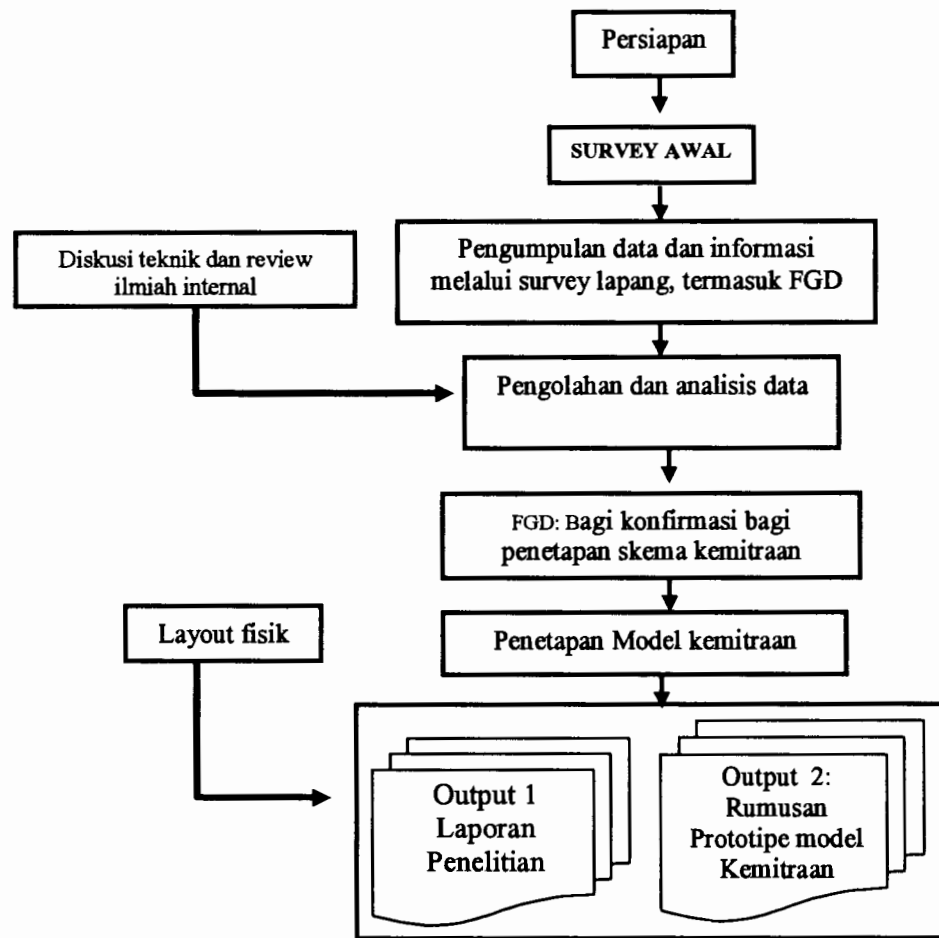 Persiapan
SURVEY AWAL
Pengumpulan data dan informasi
melalui survey lapang, termasuk FGD
Diskusi teknik dan review
ilmiah internal
Pengolahan dan analisis data
FGD: Bagi konfirmasi bagi
penetapan skema kemitraan
Layout fisik
Penetapan Model kemitraan
Output 1
Laporan
Penelitian
Output 2:
Rumusan
Prototipe model
Kemitraan